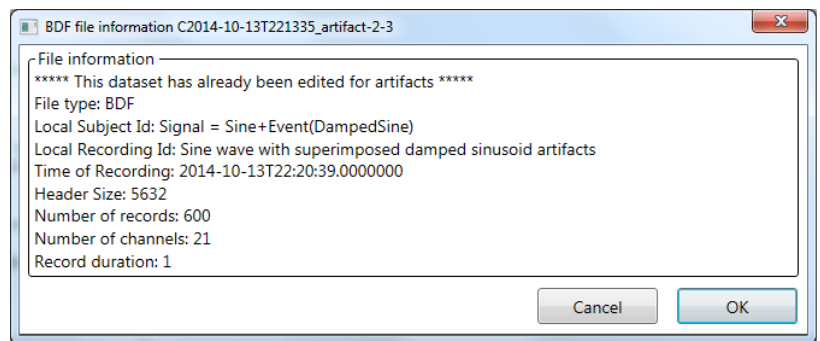 BDF file information C2014-10-13T221335_artifact-2-3
File information
***** This dataset has already been edited for artifacts *****
File type: BDF
Local Subject Id: Signal = Sine+Event(DampedSine)
Local Recording Id: Sine wave with superimposed damped sinusoid artifacts
Time of Recording: 2014-10-13T22:20:39.0000000
Header Size: 5632
Number of records: 600
Number of channels: 21
Record duration: 1
Cancel OK